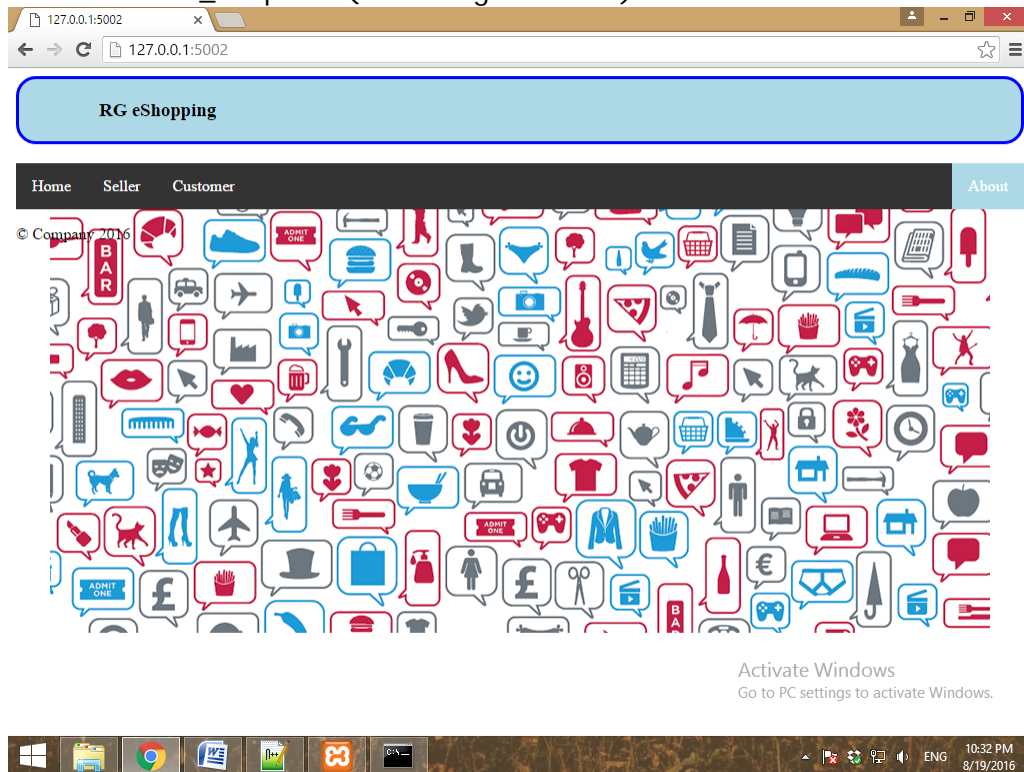 127.0.0.1:5002
127.0.0.1:5002
RG eShopping
Home Seller Customer About
© Company 2016
ADMIT ONE
BAR
ADMIT ONE
ADMIT ONE
£
£
€
BAR
Activate Windows
Go to PC settings to activate Windows.
ENG
10:32 PM
8/19/2016